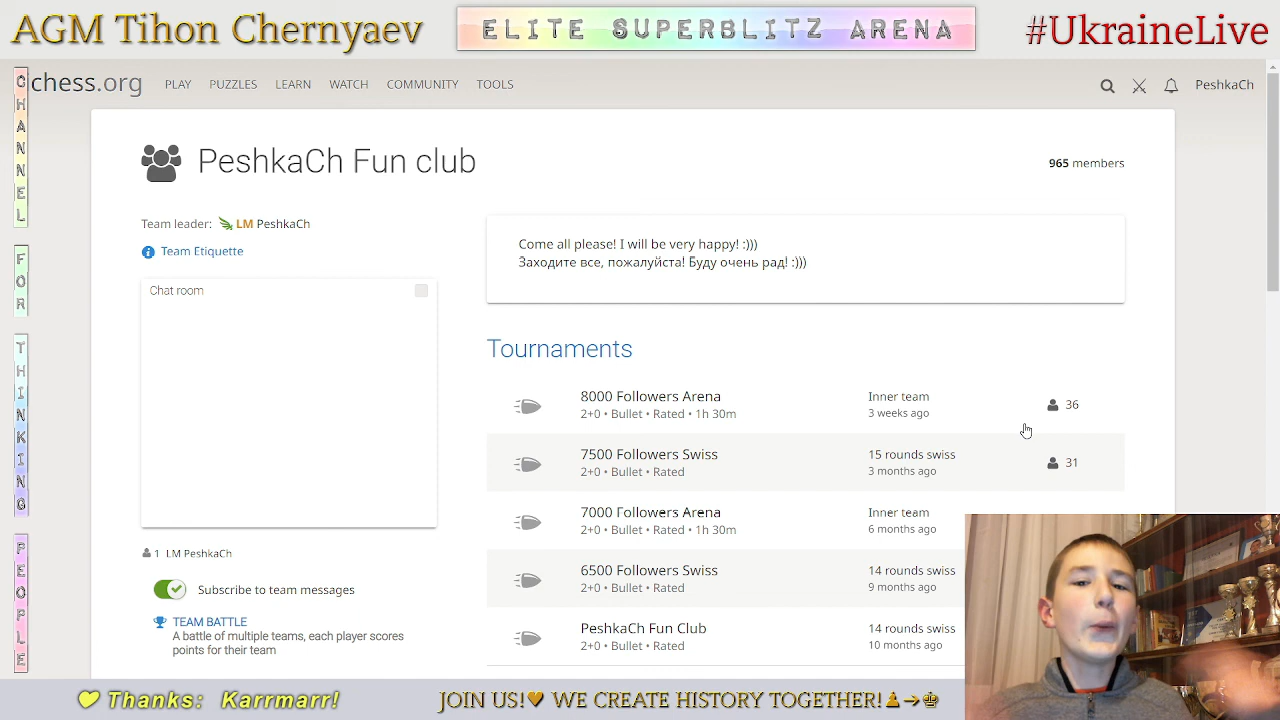 AGM Tihon Chernyaev
ELITE SUPERBLITZ ARENA
#UkraineLive
CHANNEL
FOR
THINKING
PEOPLE
chess.org
PLAY PUZZLES LEARN WATCH COMMUNITY TOOLS
PeshkaCh
PeshkaCh Fun club
965 members
Team leader: LM PeshkaCh
Team Etiquette
Chat room
1 LM PeshkaCh
Subscribe to team messages
TEAM BATTLE
A battle of multiple teams, each player scores
points for their team
Come all please! I will be very happy! :)))
Заходите все, пожалуйста! Буду очень рад! :)))
Tournaments
8000 Followers Arena Inner team 36
2+0 • Bullet • Rated • 1h 30m 3 weeks ago
7500 Followers Swiss 15 rounds swiss 31
2+0 • Bullet • Rated 3 months ago
7000 Followers Arena Inner team
2+0 • Bullet • Rated • 1h 30m 6 months ago
6500 Followers Swiss 14 rounds swiss
2+0 • Bullet • Rated 9 months ago
PeshkaCh Fun Club 14 rounds swiss
2+0 • Bullet • Rated 10 months ago
Thanks: Karrmarr!
JOIN US!🧡 WE CREATE HISTORY TOGETHER!♟→♚